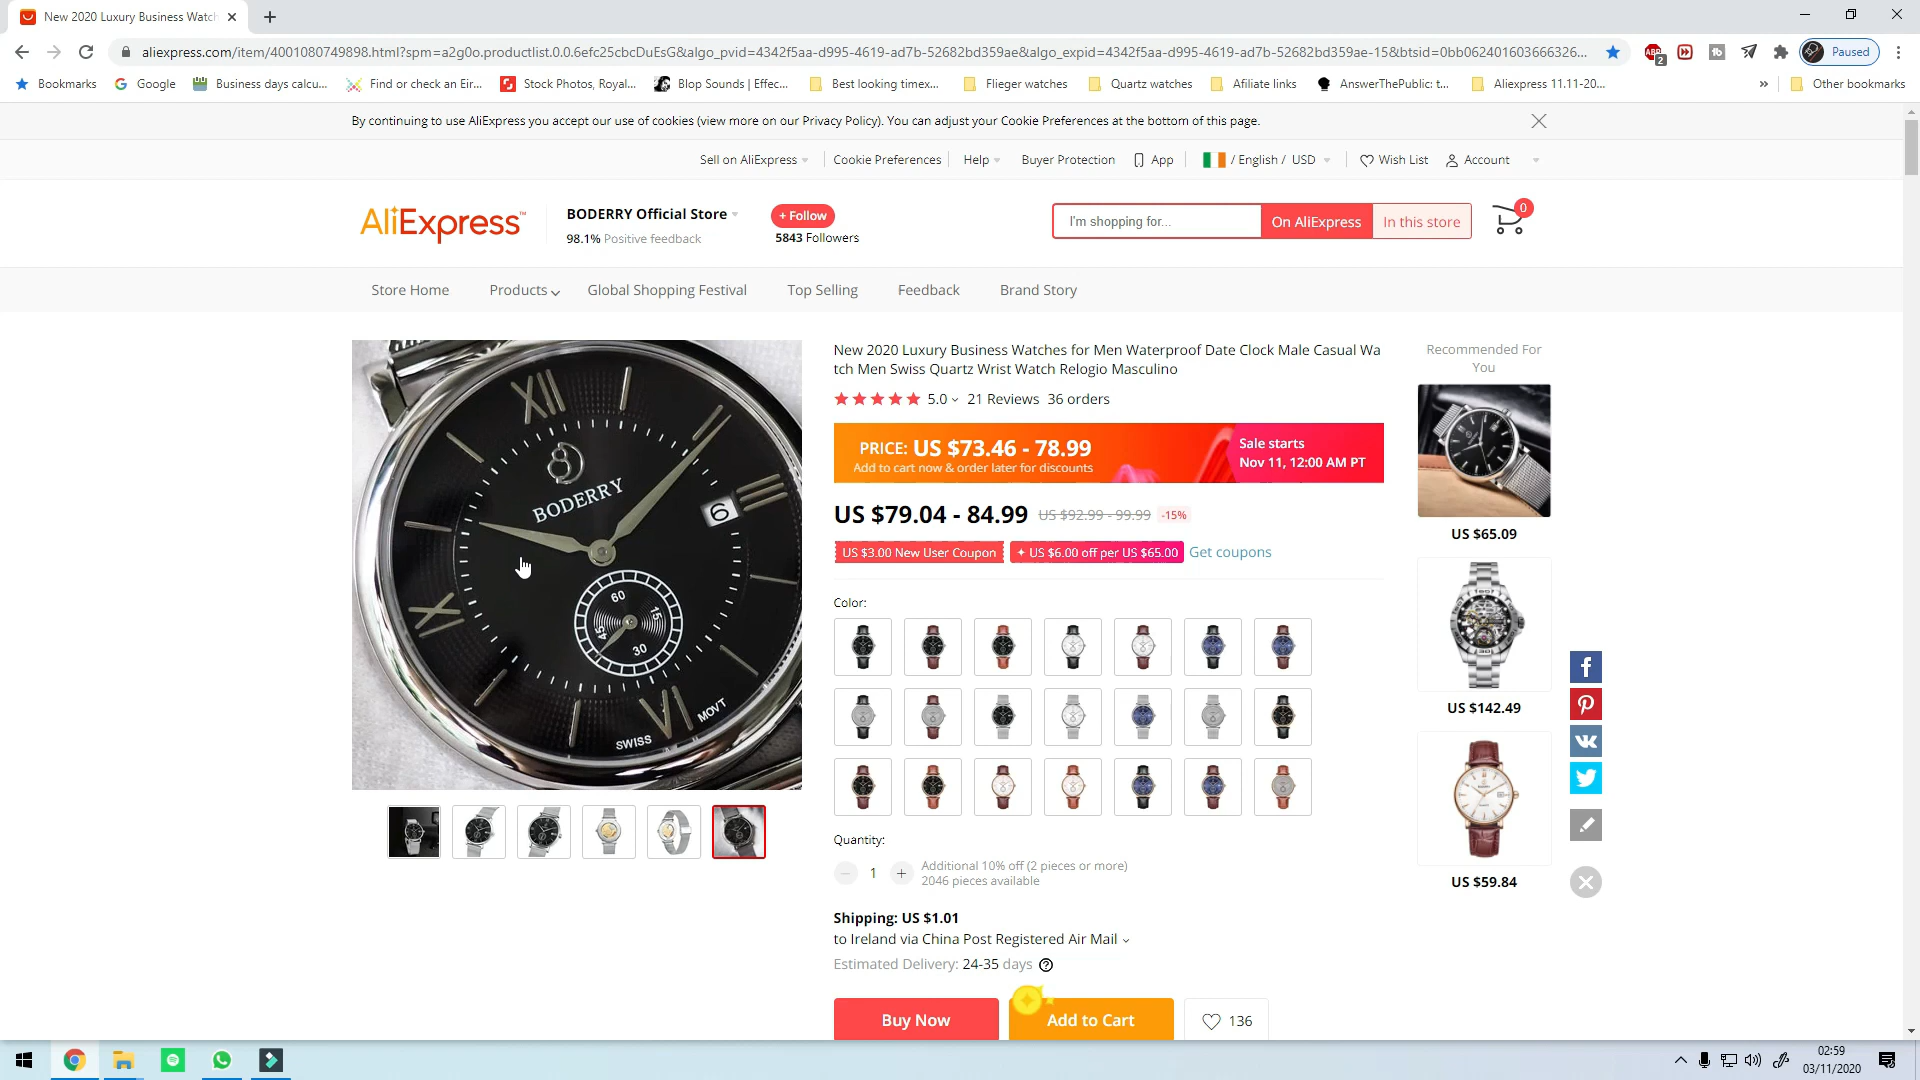 New 2020 Luxury Business Watch
aliexpress.com/item/4001080749898.html?spm=a2g0o.productlist.0.0.6efc25cbcDuEsG&algo_pvid=4342f5aa-d995-4619-ad7b-52682bd359ae&algo_expid=4342f5aa-d995-4619-ad7b-52682bd359ae-15&btsid=0bb062401603666326...
ABP
2
tb
Paused
Bookmarks
Google
Business days calcu...
Find or check an Eir...
Stock Photos, Royal...
Blop Sounds | Effec...
Best looking timex...
Flieger watches
Quartz watches
Afiliate links
AnswerThePublic: t...
Aliexpress 11.11-20...
»
Other bookmarks
By continuing to use AliExpress you accept our use of cookies (view more on our Privacy Policy). You can adjust your Cookie Preferences at the bottom of this page.
Sell on AliExpress
Cookie Preferences
Help
Buyer Protection
App
/ English / USD
Wish List
Account
AliExpress™
BODERRY Official Store
98.1% Positive feedback
+ Follow
5843 Followers
I'm shopping for...
On AliExpress
In this store
0
Store Home
Products
Global Shopping Festival
Top Selling
Feedback
Brand Story
XII
BODERRY
III
6
IX
60
15
30
45
VI
SWISS
MOVT
New 2020 Luxury Business Watches for Men Waterproof Date Clock Male Casual Wa
tch Men Swiss Quartz Wrist Watch Relogio Masculino
5.0
21 Reviews
36 orders
PRICE: US $73.46 - 78.99
Add to cart now & order later for discounts
Sale starts
Nov 11, 12:00 AM PT
US $79.04 - 84.99
US $92.99 - 99.99
-15%
US $3.00 New User Coupon
US $6.00 off per US $65.00
Get coupons
Color:
Quantity:
− 1 +
Additional 10% off (2 pieces or more)
2046 pieces available
Shipping: US $1.01
to Ireland via China Post Registered Air Mail
Estimated Delivery: 24-35 days ?
Buy Now
Add to Cart
136
Recommended For
You
US $65.09
US $142.49
US $59.84
02:59
03/11/2020